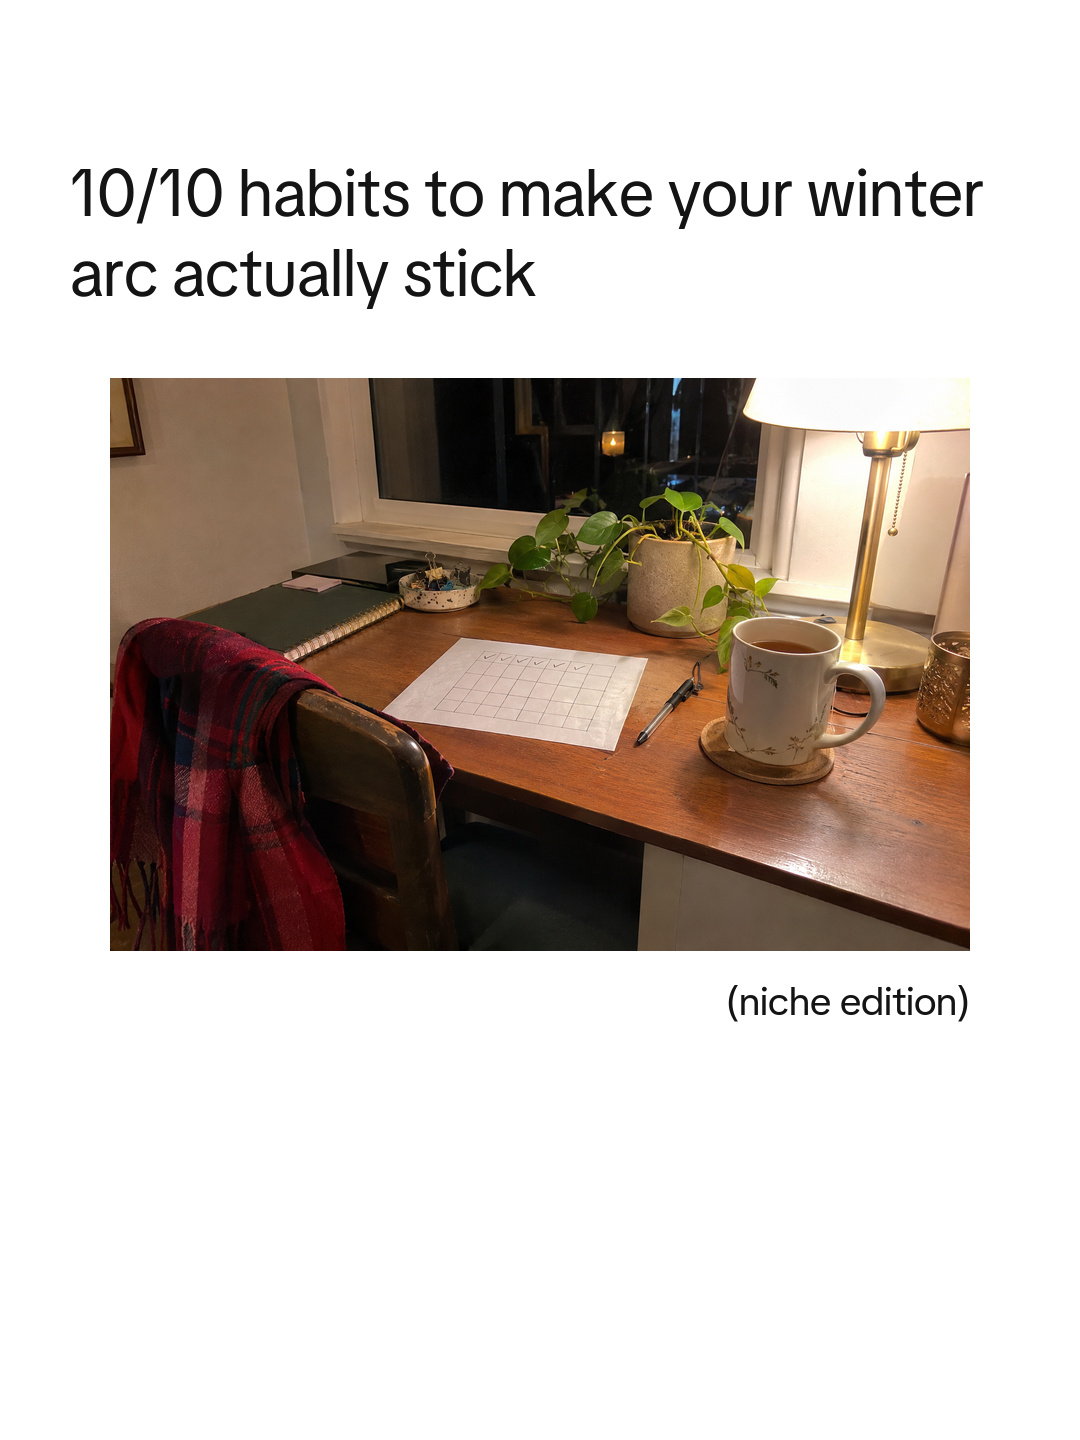 10/10 habits to make your winter
arc actually stick
(niche edition)